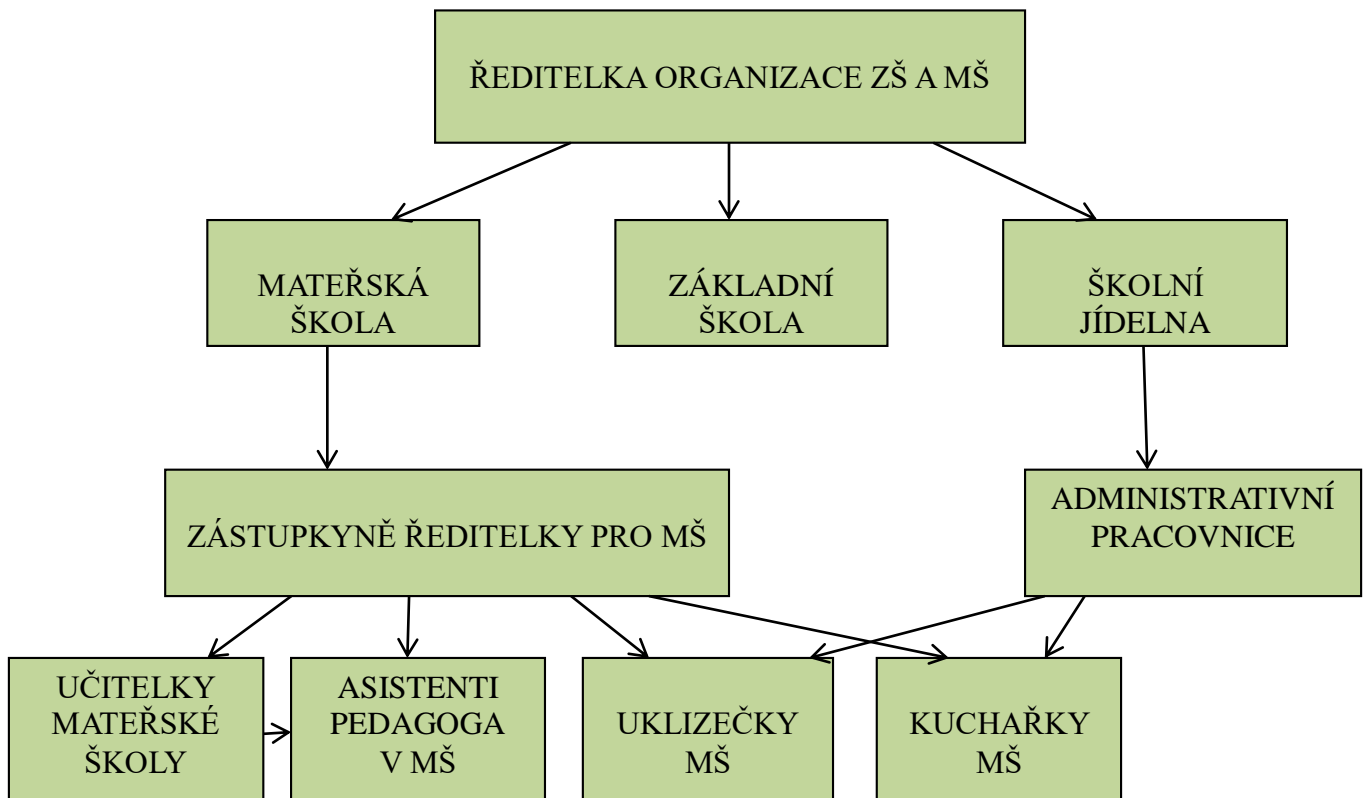 ŘEDITELKA ORGANIZACE ZŠ A MŠ
MATEŘSKÁ
ŠKOLA
ZÁKLADNÍ
ŠKOLA
ŠKOLNÍ
JÍDELNA
ZÁSTUPKYNĚ ŘEDITELKY PRO MŠ
ADMINISTRATIVNÍ
PRACOVNICE
UČITELKY
MATEŘSKÉ
ŠKOLY
ASISTENTI
PEDAGOGA
V MŠ
UKLIZEČKY
MŠ
KUCHAŘKY
MŠ